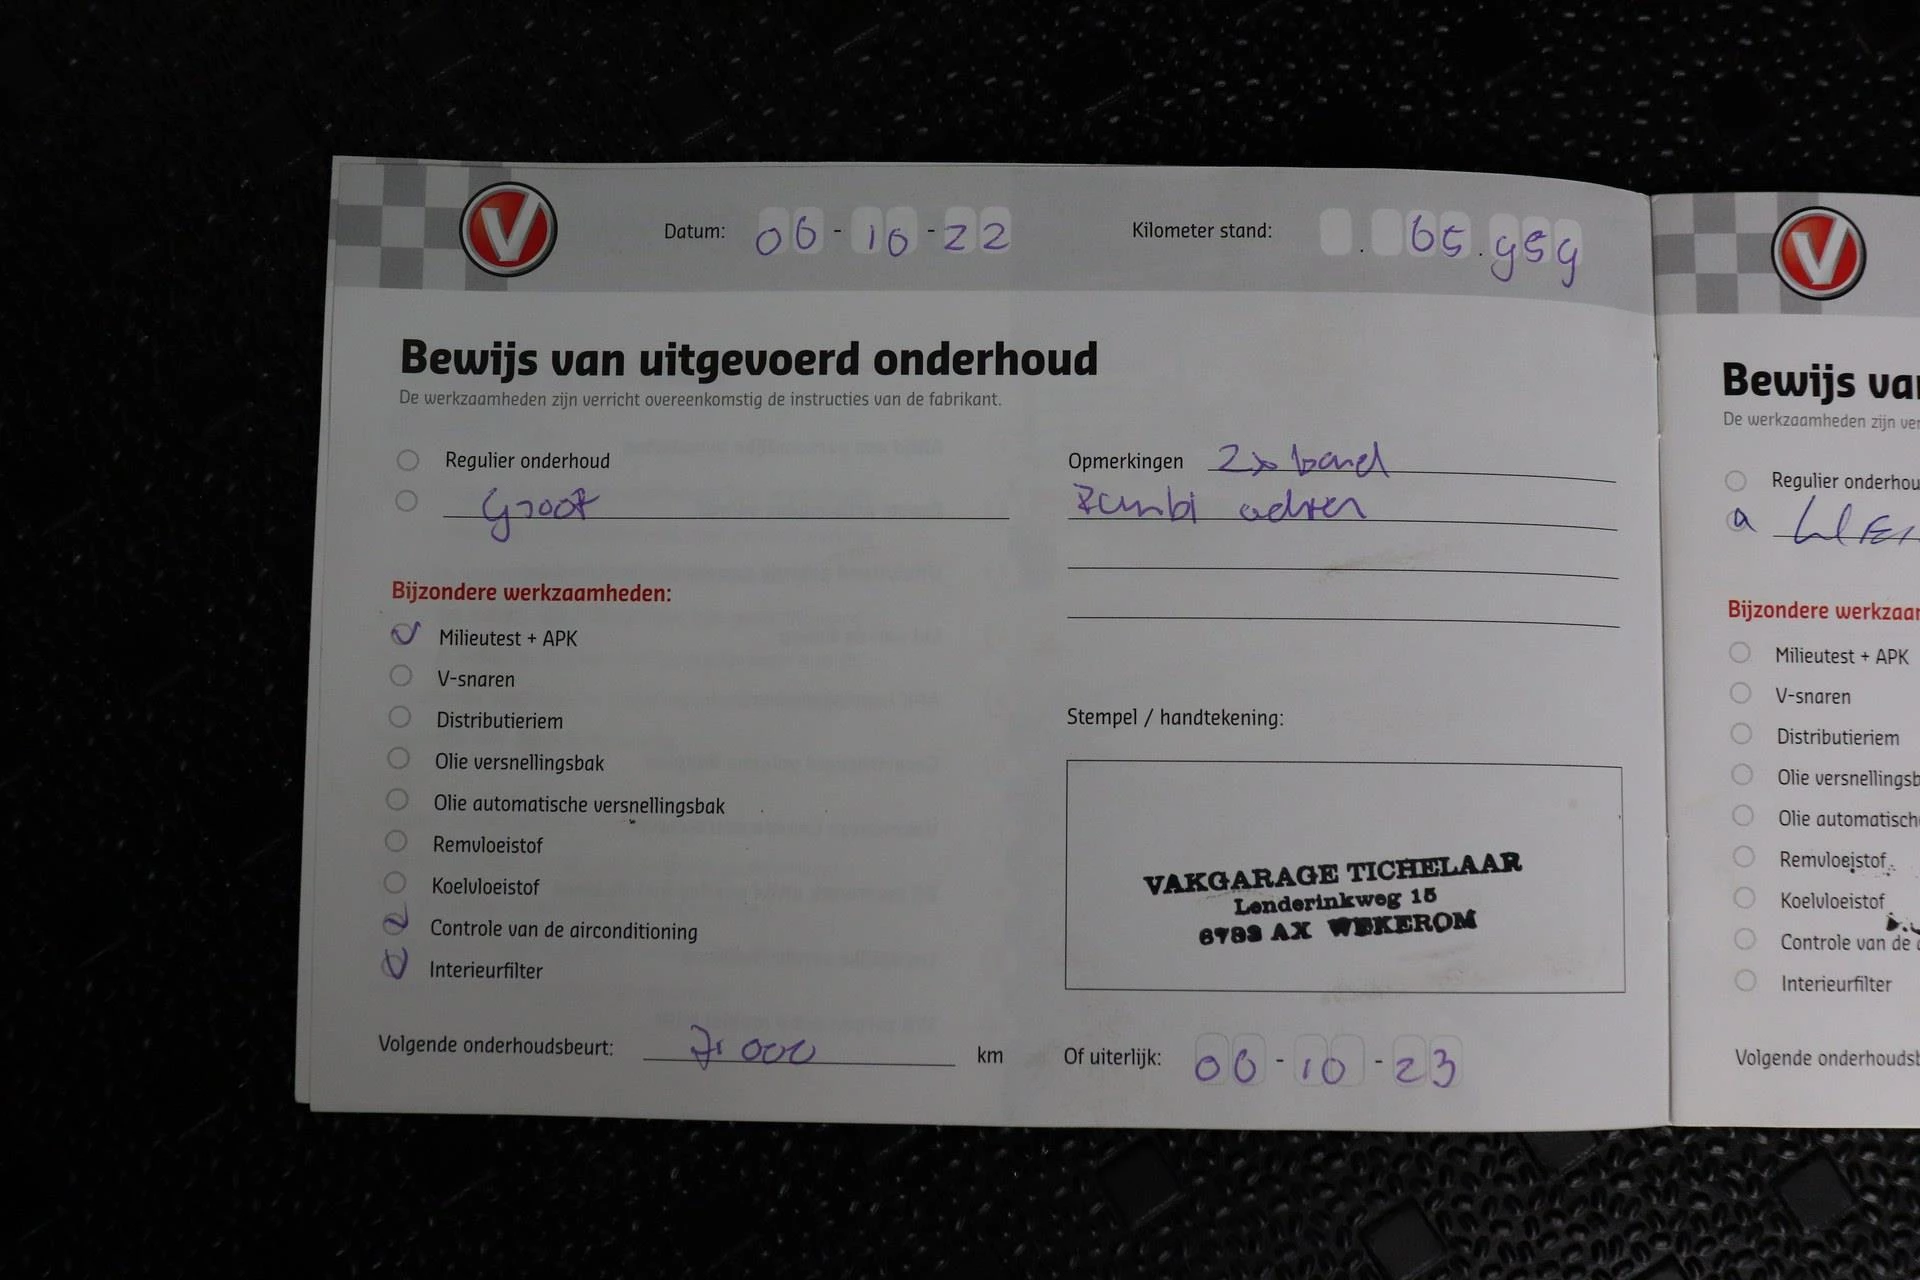 V
Datum: 06-10-22
Kilometer stand: 65.959
Bewijs van uitgevoerd onderhoud
De werkzaamheden zijn verricht overeenkomstig de instructies van de fabrikant.
Regulier onderhoud
Groot
Bijzondere werkzaamheden:
Milieutest + APK
V-snaren
Distributieriem
Olie versnellingsbak
Olie automatische versnellingsbak
Remvloeistof
Koelvloeistof
Controle van de airconditioning
Interieurfilter
Volgende onderhoudsbeurt: 71 000 km
Opmerkingen 2x band
2 combi
Stempel / handtekening:
VAKGARAGE TICHELAAR
Lenderinkweg 15
6733 AX WEKEROM
Of uiterlijk: 06-10-23
V
Bewijs va
De werkzaamheden zijn ver
Regulier onderhou
Bijzondere werkzaa
Milieutest + APK
V-snaren
Distributieriem
Olie versnellingsb
Olie automatisch
Remvloeistof
Koelvloeistof
Controle van de
Interieurfilter
Volgende onderhouds